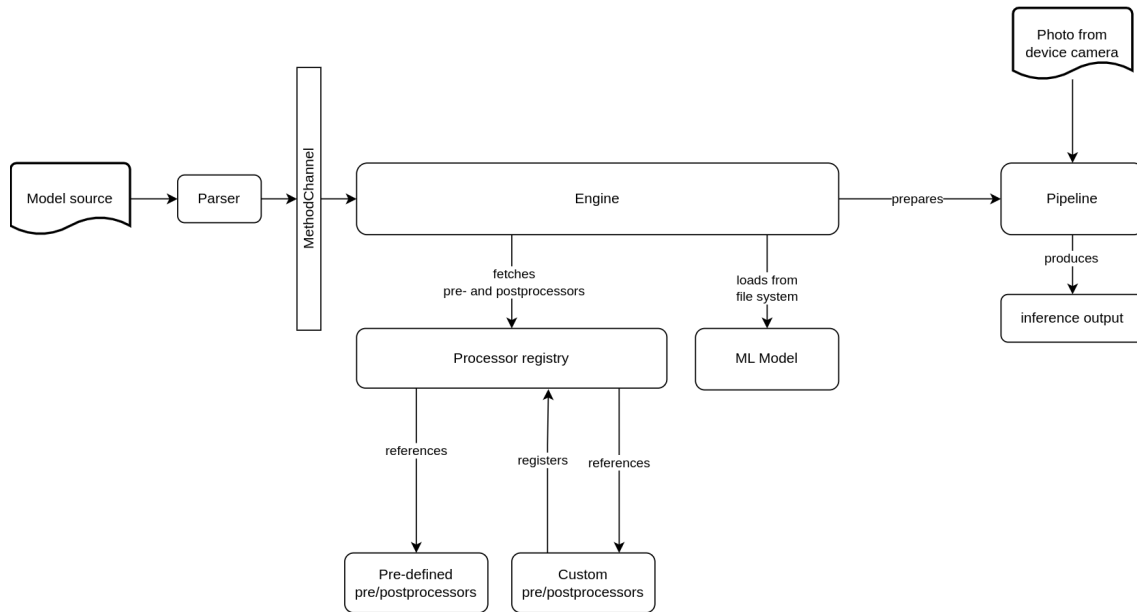 Photo from
device camera
Model source
Parser
MethodChannel
Engine
prepares
Pipeline
fetches
pre- and postprocessors
loads from
file system
produces
inference output
Processor registry
ML Model
references
registers
references
Pre-defined
pre/postprocessors
Custom
pre/postprocessors